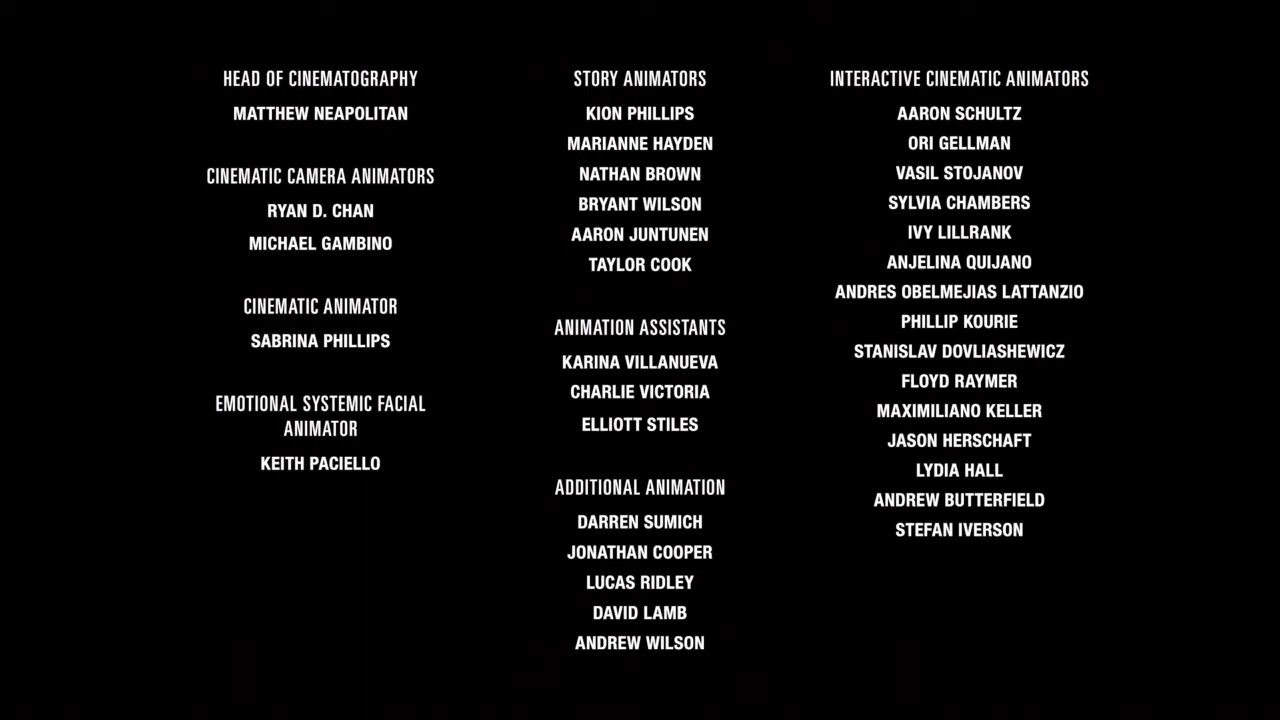 HEAD OF CINEMATOGRAPHY
MATTHEW NEAPOLITAN
CINEMATIC CAMERA ANIMATORS
RYAN D. CHAN
MICHAEL GAMBINO
CINEMATIC ANIMATOR
SABRINA PHILLIPS
EMOTIONAL SYSTEMIC FACIAL
ANIMATOR
KEITH PACIELLO
STORY ANIMATORS
KION PHILLIPS
MARIANNE HAYDEN
NATHAN BROWN
BRYANT WILSON
AARON JUNTUNEN
TAYLOR COOK
ANIMATION ASSISTANTS
KARINA VILLANUEVA
CHARLIE VICTORIA
ELLIOTT STILES
ADDITIONAL ANIMATION
DARREN SUMICH
JONATHAN COOPER
LUCAS RIDLEY
DAVID LAMB
ANDREW WILSON
INTERACTIVE CINEMATIC ANIMATORS
AARON SCHULTZ
ORI GELLMAN
VASIL STOJANOV
SYLVIA CHAMBERS
IVY LILLRANK
ANJELINA QUIJANO
ANDRES OBELMEJIAS LATTANZIO
PHILLIP KOURIE
STANISLAV DOVLIASHEWICZ
FLOYD RAYMER
MAXIMILIANO KELLER
JASON HERSCHAFT
LYDIA HALL
ANDREW BUTTERFIELD
STEFAN IVERSON